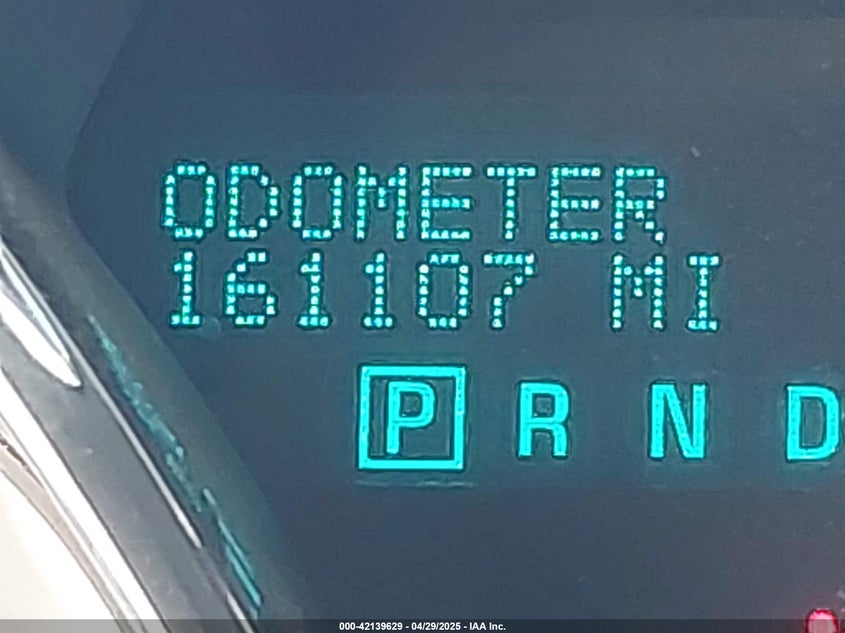 ODOMETER
161107 MI
P R N D
000-42139629 - 04/29/2025 - IAA Inc.